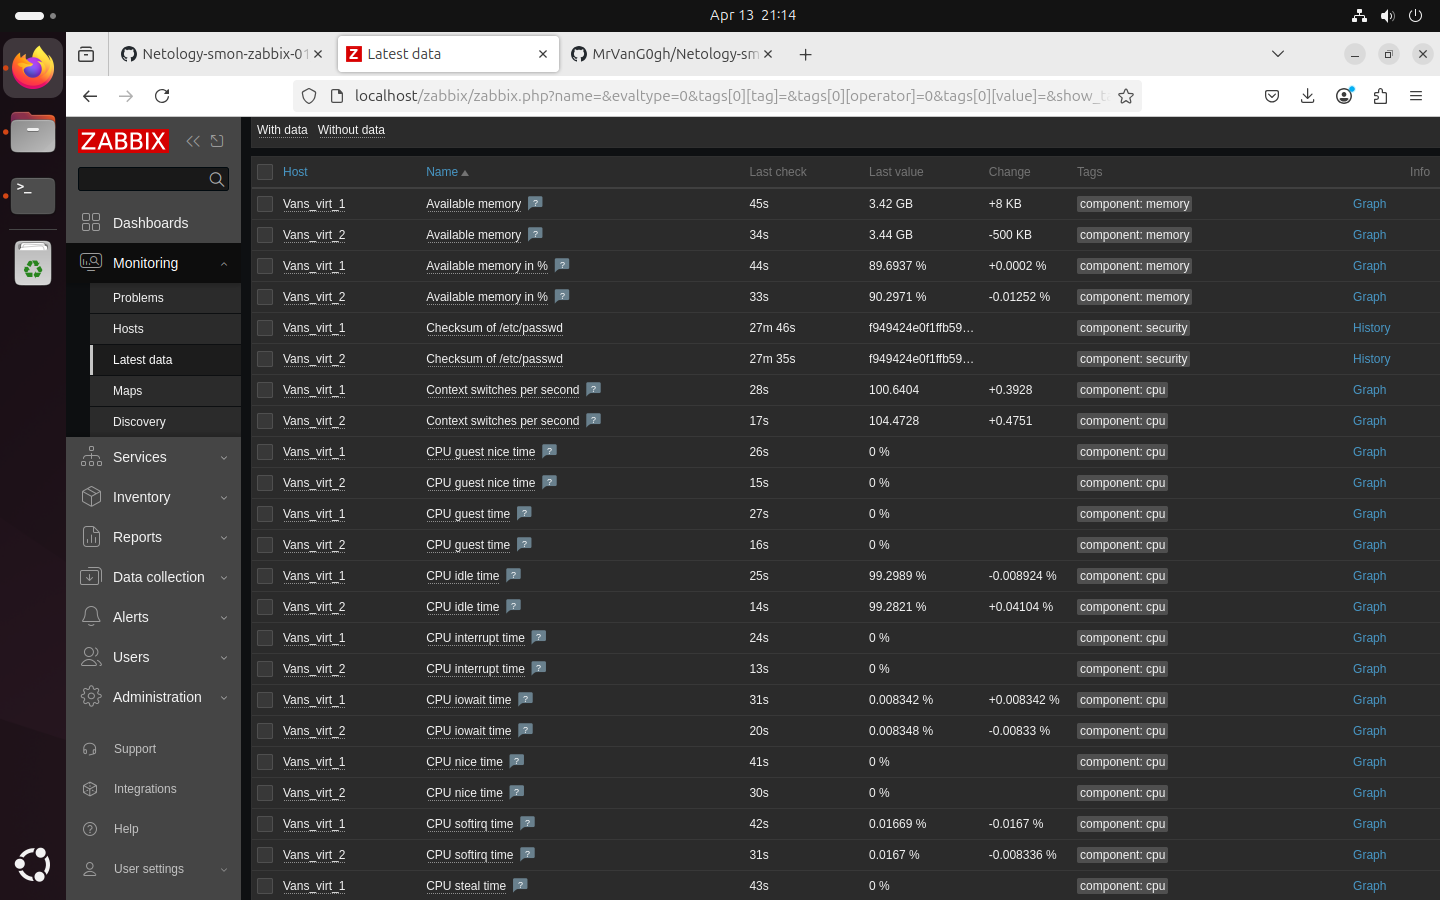 Apr 13 21:14
Netology-smon-zabbix-01
Latest data
MrVanG0gh/Netology-sm
localhost/zabbix/zabbix.php?name=&evaltype=0&tags[0][tag]=&tags[0][operator]=0&tags[0][value]=&show_ta
ZABBIX
Dashboards
Monitoring
Problems
Hosts
Latest data
Maps
Discovery
Services
Inventory
Reports
Data collection
Alerts
Users
Administration
Support
Integrations
Help
User settings
With data Without data
Host Name Last check Last value Change Tags Info
Vans_virt_1 Available memory ? 45s 3.42 GB +8 KB component: memory Graph
Vans_virt_2 Available memory ? 34s 3.44 GB -500 KB component: memory Graph
Vans_virt_1 Available memory in % ? 44s 89.6937 % +0.0002 % component: memory Graph
Vans_virt_2 Available memory in % ? 33s 90.2971 % -0.01252 % component: memory Graph
Vans_virt_1 Checksum of /etc/passwd 27m 46s f949424e0f1ffb59... component: security History
Vans_virt_2 Checksum of /etc/passwd 27m 35s f949424e0f1ffb59... component: security History
Vans_virt_1 Context switches per second ? 28s 100.6404 +0.3928 component: cpu Graph
Vans_virt_2 Context switches per second ? 17s 104.4728 +0.4751 component: cpu Graph
Vans_virt_1 CPU guest nice time ? 26s 0 % component: cpu Graph
Vans_virt_2 CPU guest nice time ? 15s 0 % component: cpu Graph
Vans_virt_1 CPU guest time ? 27s 0 % component: cpu Graph
Vans_virt_2 CPU guest time ? 16s 0 % component: cpu Graph
Vans_virt_1 CPU idle time ? 25s 99.2989 % -0.008924 % component: cpu Graph
Vans_virt_2 CPU idle time ? 14s 99.2821 % +0.04104 % component: cpu Graph
Vans_virt_1 CPU interrupt time ? 24s 0 % component: cpu Graph
Vans_virt_2 CPU interrupt time ? 13s 0 % component: cpu Graph
Vans_virt_1 CPU iowait time ? 31s 0.008342 % +0.008342 % component: cpu Graph
Vans_virt_2 CPU iowait time ? 20s 0.008348 % -0.00833 % component: cpu Graph
Vans_virt_1 CPU nice time ? 41s 0 % component: cpu Graph
Vans_virt_2 CPU nice time ? 30s 0 % component: cpu Graph
Vans_virt_1 CPU softirq time ? 42s 0.01669 % -0.0167 % component: cpu Graph
Vans_virt_2 CPU softirq time ? 31s 0.0167 % -0.008336 % component: cpu Graph
Vans_virt_1 CPU steal time ? 43s 0 % component: cpu Graph